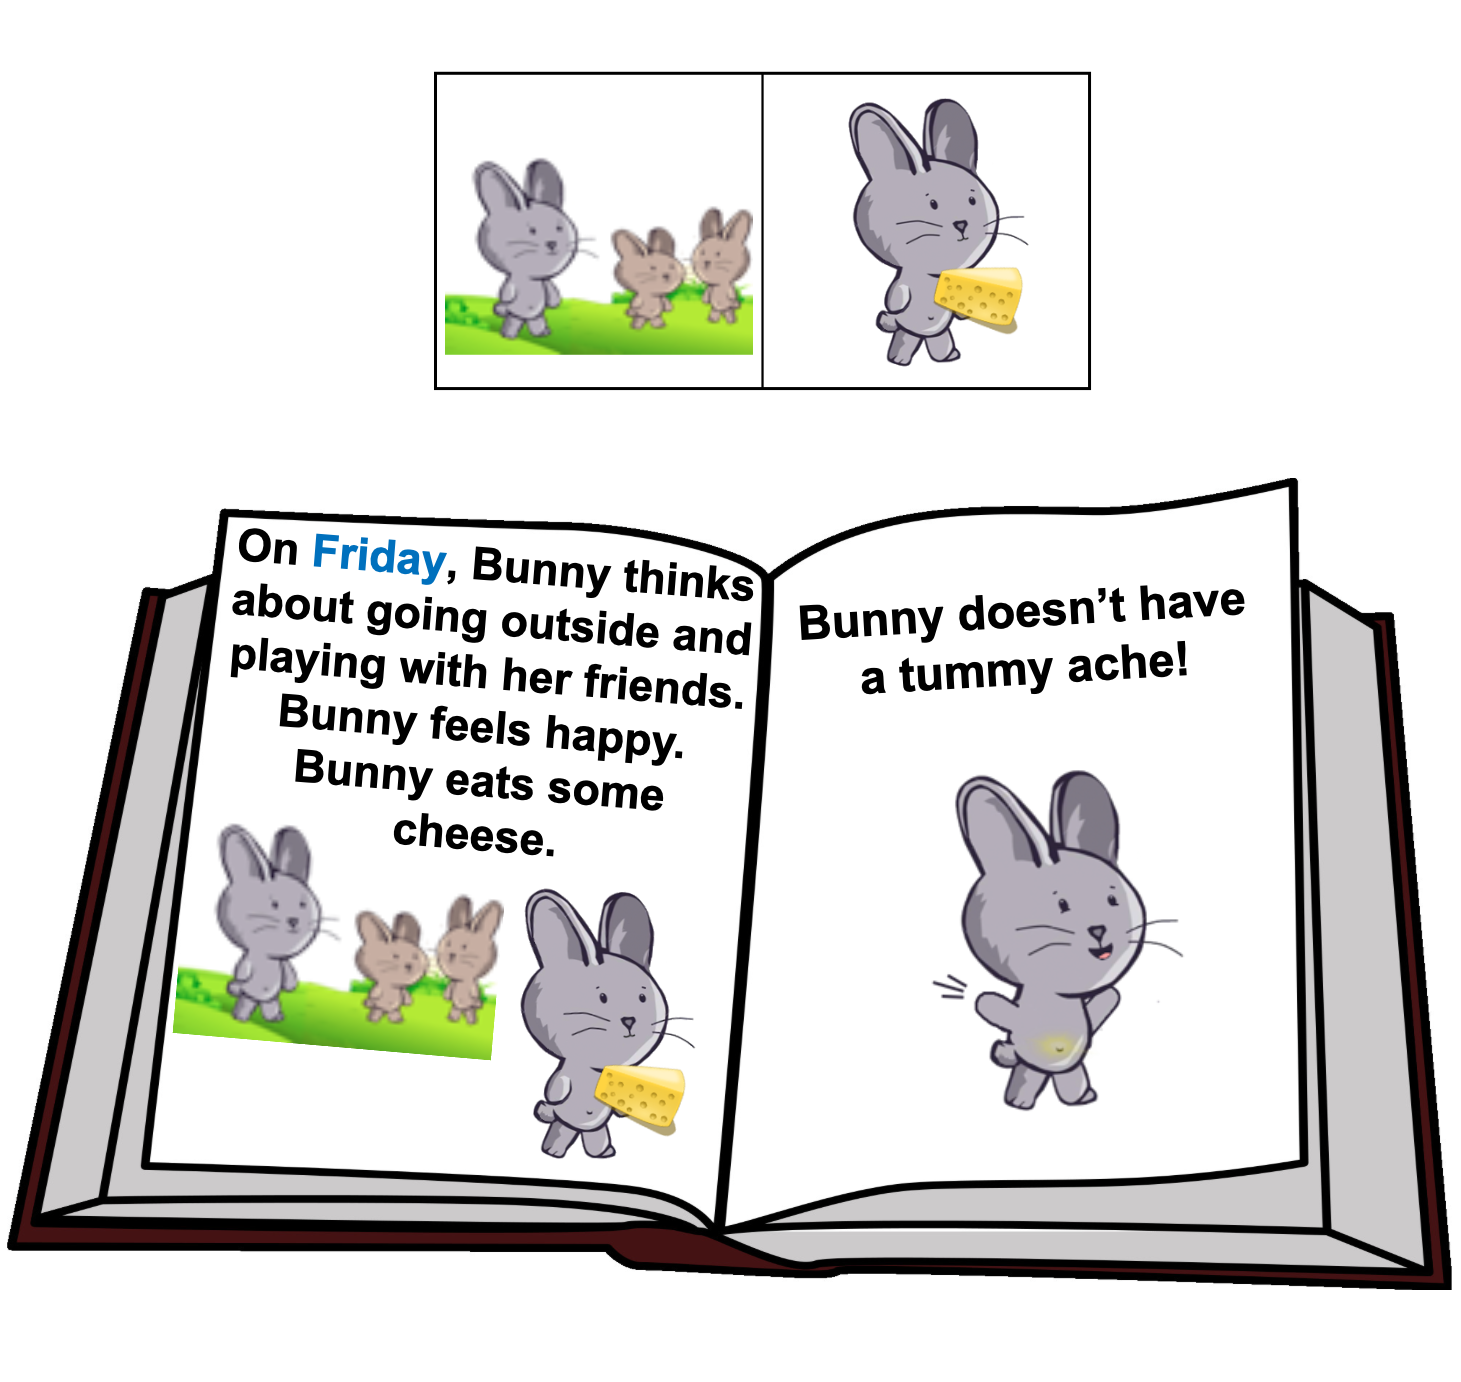 On Friday, Bunny thinks
about going outside and
playing with her friends.
Bunny feels happy.
Bunny eats some
cheese.
Bunny doesn’t have
a tummy ache!